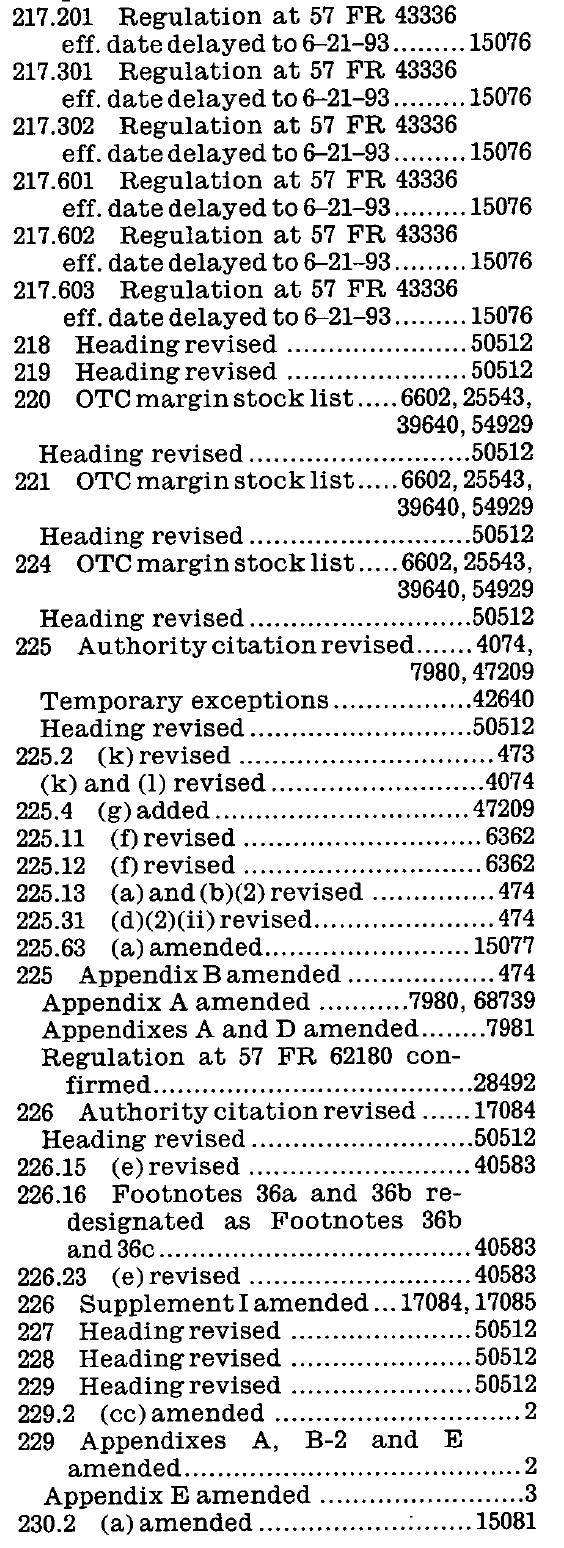 217.201 Regulation at 57 FR 43336
eff. date delayed to 6–21–93.........15076
217.301 Regulation at 57 FR 43336
eff. date delayed to 6–21–93.........15076
217.302 Regulation at 57 FR 43336
eff. date delayed to 6–21–93.........15076
217.601 Regulation at 57 FR 43336
eff. date delayed to 6–21–93.........15076
217.602 Regulation at 57 FR 43336
eff. date delayed to 6–21–93.........15076
217.603 Regulation at 57 FR 43336
eff. date delayed to 6–21–93.........15076
218 Heading revised ........................50512
219 Heading revised ........................50512
220 OTC margin stock list.....6602, 25543,
39640, 54929
Heading revised..............................50512
221 OTC margin stock list.....6602, 25543,
39640, 54929
Heading revised..............................50512
224 OTC margin stock list.....6602, 25543,
39640, 54929
Heading revised..............................50512
225 Authority citation revised.......4074,
7980, 47209
Temporary exceptions...................42640
Heading revised..............................50512
225.2 (k) revised ..................................473
(k) and (l) revised.............................4074
225.4 (g) added..................................47209
225.11 (f) revised ................................6362
225.12 (f) revised ................................6362
225.13 (a) and (b)(2) revised .................474
225.31 (d)(2)(ii) revised.........................474
225.63 (a) amended............................15077
225 Appendix B amended ....................474
Appendix A amended ...........7980, 68739
Appendixes A and D amended........7981
Regulation at 57 FR 62180 con-
firmed...........................................28492
226 Authority citation revised ......17084
Heading revised..............................50512
226.15 (e) revised ..............................40583
226.16 Footnotes 36a and 36b re-
designated as Footnotes 36b
and 36c..........................................40583
226.23 (e) revised ..............................40583
226 Supplement I amended...17084, 17085
227 Heading revised ........................50512
228 Heading revised ........................50512
229 Heading revised ........................50512
229.2 (cc) amended ..................................2
229 Appendixes A, B-2 and E
amended..............................................2
Appendix E amended ............................3
230.2 (a) amended..............................15081